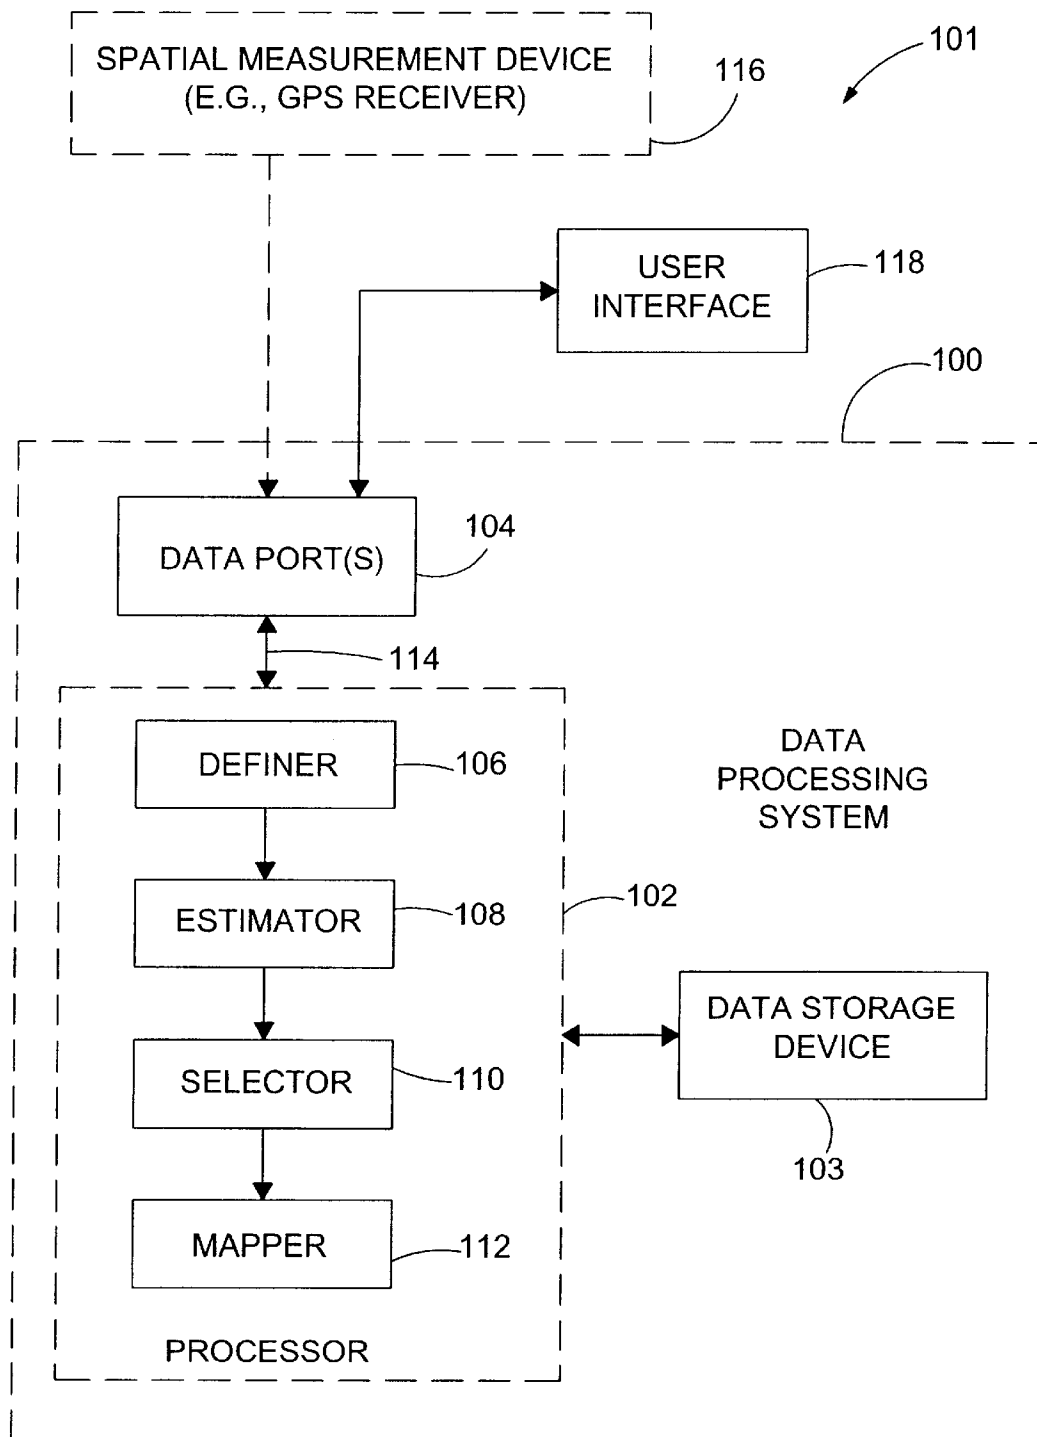 SPATIAL MEASUREMENT DEVICE
(E.G., GPS RECEIVER)
116
101
USER
INTERFACE
118
100
DATA PORT(S)
104
114
DEFINER
106
DATA
PROCESSING
SYSTEM
ESTIMATOR
108
102
SELECTOR
110
DATA STORAGE
DEVICE
103
MAPPER
112
PROCESSOR